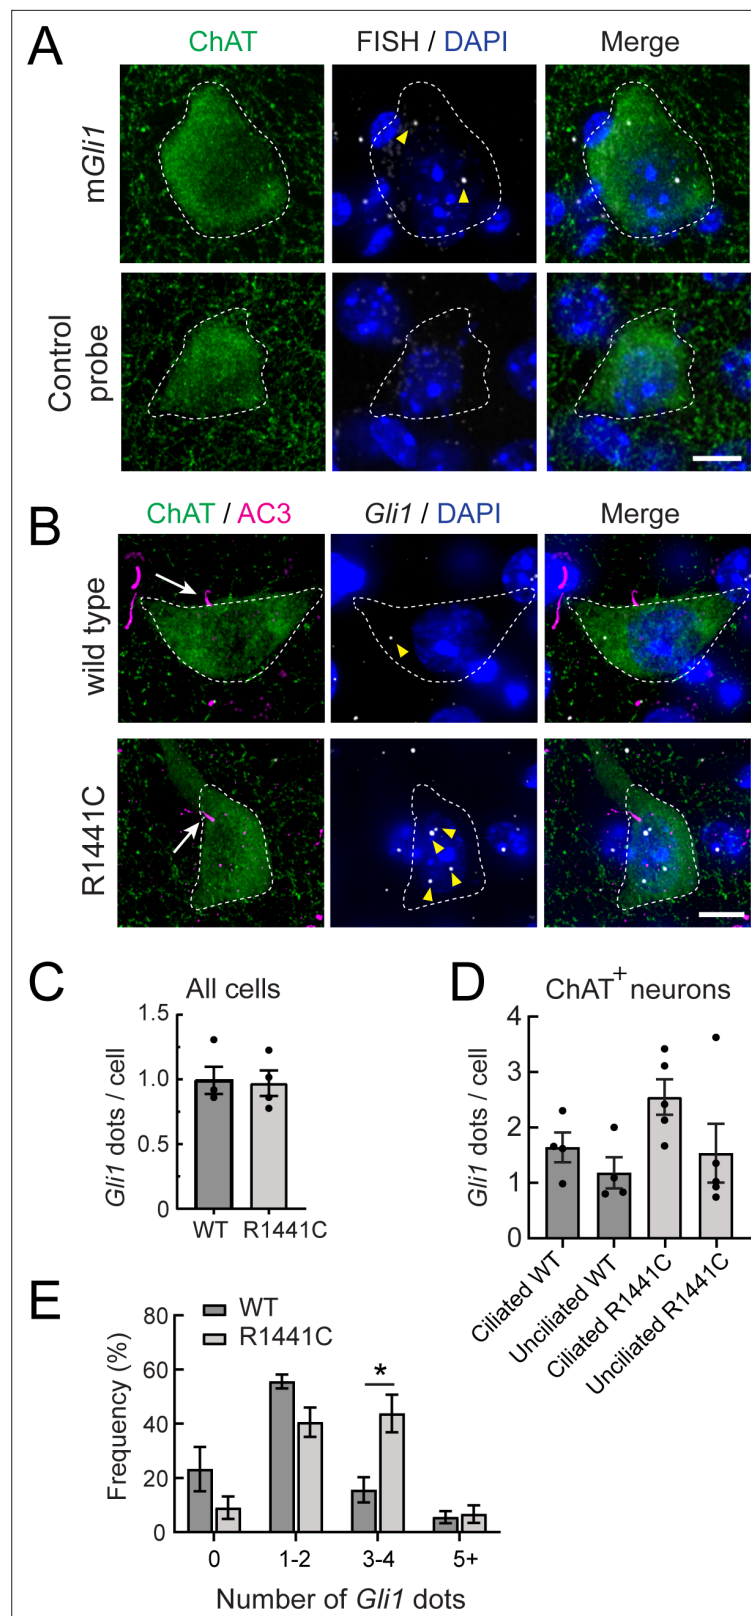 A
ChAT
FISH / DAPI
Merge
mGli1
Control
probe
B
ChAT / AC3
Gli1 / DAPI
Merge
wild type
R1441C
C
All cells
Gli1 dots / cell
1.5
1.0
0.5
0
WT
R1441C
D
ChAT+ neurons
Gli1 dots / cell
4
3
2
1
0
Ciliated WT
Unciliated WT
Ciliated R1441C
Unciliated R1441C
E
WT
R1441C
Frequency (%)
80
60
40
20
0
*
0
1-2
3-4
5+
Number of Gli1 dots